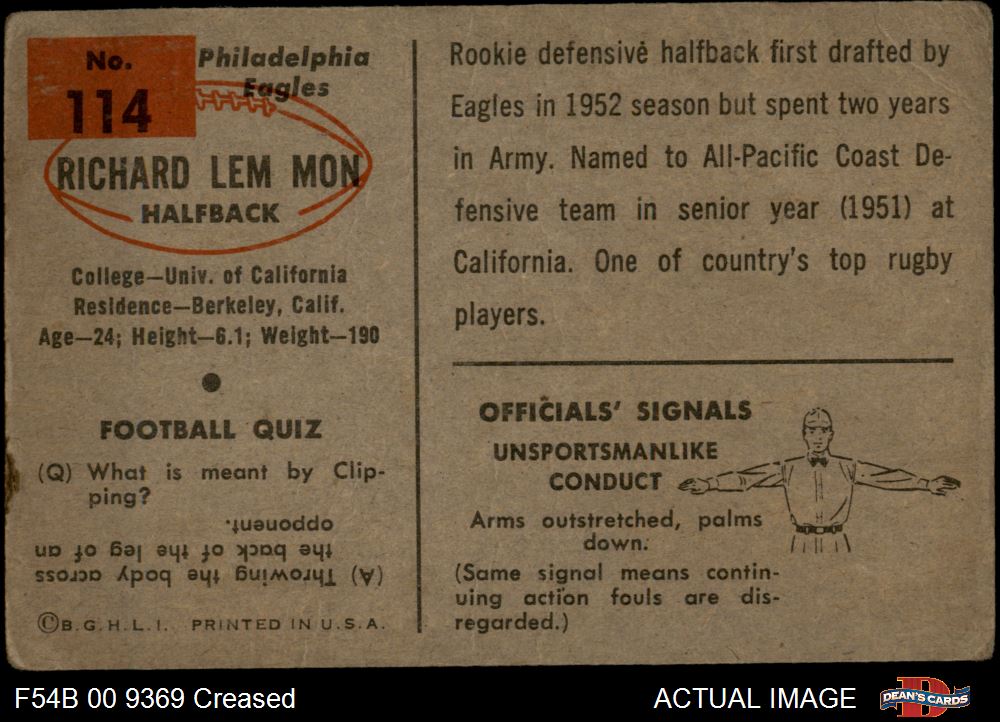 No.
114
Philadelphia
Eagles
RICHARD LEM MON
HALFBACK
College—Univ. of California
Residence—Berkeley, Calif.
Age—24; Height—6.1; Weight—190
FOOTBALL QUIZ
(Q) What is meant by Clip-
ping?
(A) Throwing the body across
the back of the leg of an
opponent.
©B.G.H.L.I. PRINTED IN U.S.A.
Rookie defensive halfback first drafted by
Eagles in 1952 season but spent two years
in Army. Named to All-Pacific Coast De-
fensive team in senior year (1951) at
California. One of country's top rugby
players.
OFFICIALS' SIGNALS
UNSPORTSMANLIKE
CONDUCT
Arms outstretched, palms
down.
(Same signal means contin-
uing action fouls are dis-
regarded.)
F54B 00 9369 Creased
ACTUAL IMAGE
DEAN'S CARDS